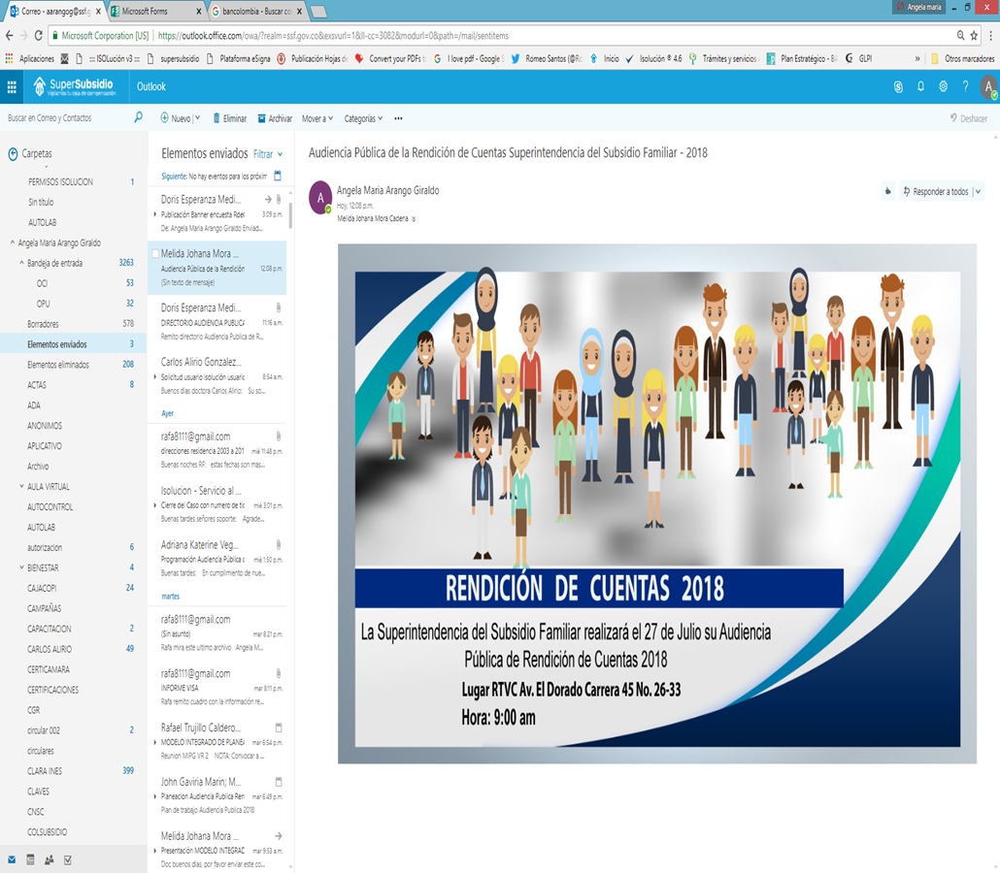 Correo - aarangog@ssf.g
Microsoft Forms
bancolombia - Buscar co
Angela maria
Microsoft Corporation [US] | https://outlook.office.com/owa/?realm=ssf.gov.co&exsvurl=1&ll-cc=3082&modurl=0&path=/mail/sentitems
Aplicaciones
::: ISOLución v3 :::
supersubsidio
Plataforma eSigna
Publicación Hojas de
Convert your PDFs to
I love pdf - Google S
Romeo Santos (@Ro
Inicio
Isolución ® 4.6
Trámites y servicios
Plan Estratégico - BA
GLPI
»
Otros marcadores
SuperSubsidio
Vigilamos tu caja de compensación
Outlook
A
Buscar en Correo y Contactos
Nuevo
Eliminar
Archivar
Mover a
Categorías
•••
Deshacer
Carpetas
PERMISOS ISOLUCION 1
Sin título
AUTOLAB
Angela Maria Arango Giraldo
Bandeja de entrada 3263
OCI 53
OPU 32
Borradores 578
Elementos enviados 3
Elementos eliminados 208
ACTAS 8
ADA
ANONIMOS
APLICATIVO
Archivo
AULA VIRTUAL
AUTOCONTROL
AUTOLAB
autorizacion 6
BIENESTAR 4
CAJACOPI 24
CAMPAÑAS
CAPACITACION 2
CARLOS ALIRIO 49
CERTICAMARA
CERTIFICACIONES
CGR
circular 002 2
circulares
CLARA INES 399
CLAVES
CNSC
COLSUBSIDIO
Elementos enviados Filtrar
Siguiente: No hay eventos para los próxim
Doris Esperanza Medi...
Publicación Banner encuesta Rder 3:09 p.m.
De: Angela Maria Arango Giraldo Enviad...
Melida Johana Mora ...
Audiencia Pública de la Rendición 12:08 p.m.
(Sin texto de mensaje)
Doris Esperanza Medi...
DIRECTORIO AUDIENCIA PUBLICA 11:16 a.m.
Remito directorio Audiencia Publica de R...
Carlos Alirio Gonzalez...
Solicitud usuario Isolución usuario 8:54 a.m.
Buenos dias doctora Carlos Alirio: Su so...
Ayer
rafa8111@gmail.com
direcciones residencia 2003 a 201 mié 11:48 p.m.
Buenas noches RF: estas fechas son mas...
Isolucion - Servicio al ...
Cierre del Caso con numero de tic mié 3:01 p.m.
Buenas tardes señores soporte: Agrade...
Adriana Katerine Veg...
Programación Audiencia Pública c mié 1:50 p.m.
Buenas tardes: En cumplimiento de nue...
martes
rafa8111@gmail.com
(Sin asunto) mar 8:21 p.m.
Rafa mira este ultimo archivo Angela M...
rafa8111@gmail.com
INFORME VISA mar 8:11 p.m.
Rafa remito cuadro con la información re...
Rafael Trujillo Caldero...
MODELO INTEGRADO DE PLANEA mar 6:54 p.m.
Reunion MIPG VR 2 NOTA: Convocar a ...
John Gaviria Marin; M...
Planeacion Audiencia Publica Ren mar 6:49 p.m.
Plan de trabajo Audiencia Publica 2018
Melida Johana Mora ...
Presentación MODELO INTEGRAD mar 9:53 a.m.
Doc buenos dias, por favor enviar este co...
Audiencia Pública de la Rendición de Cuentas Superintendencia del Subsidio Familiar - 2018
A
Angela Maria Arango Giraldo
Hoy, 12:08 p.m.
Melida Johana Mora Cadena
Responder a todos
RENDICIÓN DE CUENTAS 2018
La Superintendencia del Subsidio Familiar realizará el 27 de Julio su Audiencia
Pública de Rendición de Cuentas 2018
Lugar RTVC Av. El Dorado Carrera 45 No. 26-33
Hora: 9:00 am